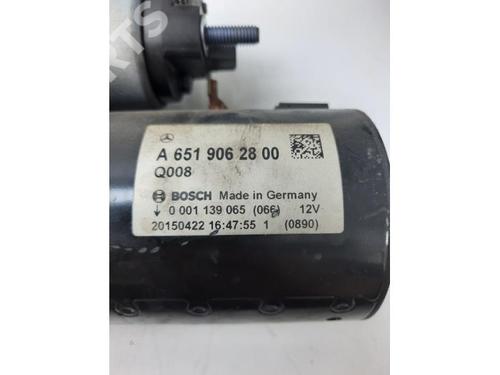 PARTS
A 651 906 28 00
Q008
BOSCH Made in Germany
↓ 0 001 139 065 (066) 12V
20150422 16:47:55 1 (0890)